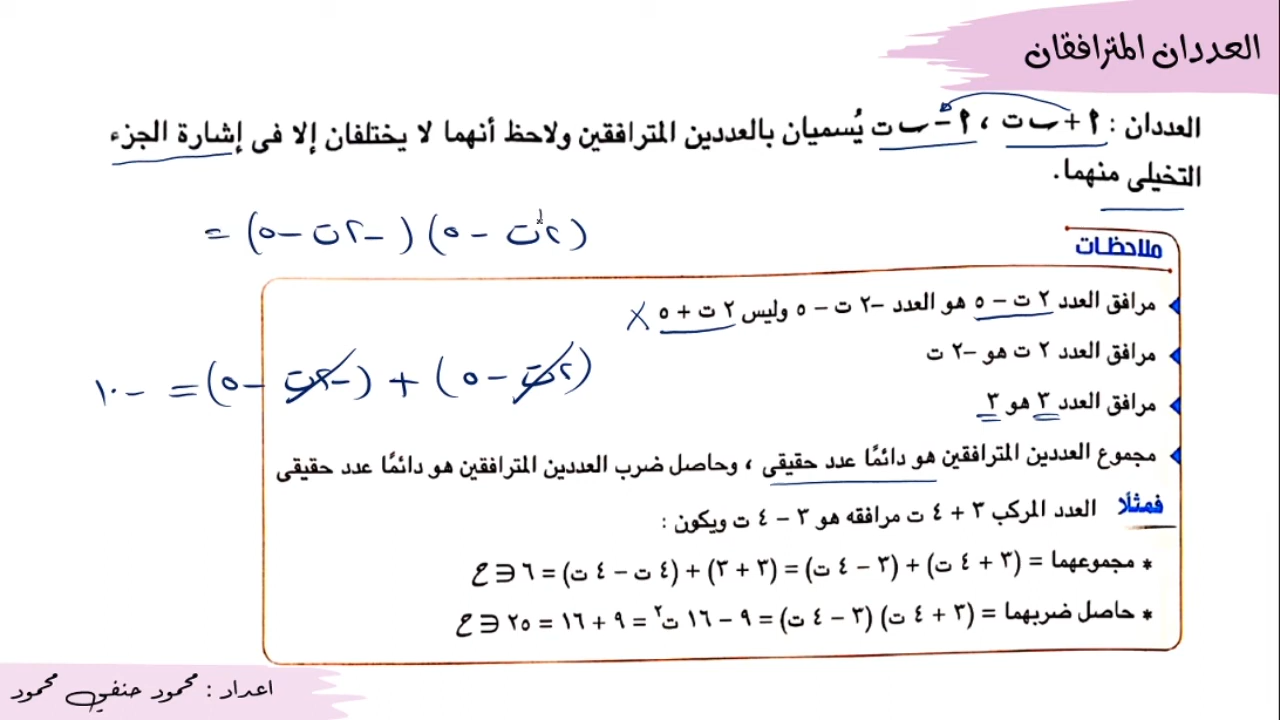 العددان المترافقان
العددان : ٢ + ب ت ، ٢ – ب ت يُسميان بالعددين المترافقين ولاحظ أنهما لا يختلفان إلا فى إشارة الجزء
التخيلى منهما.
(٢ت – ٥) (–٢ت – ٥) =
ملاحظات
مرافق العدد ٢ ت – ٥ هو العدد –٢ ت – ٥ وليس ٢ ت + ٥ ×
مرافق العدد ٢ ت هو –٢ ت
(٢ت – ٥) + (–٢ت – ٥) = –١٠
مرافق العدد ٣ هو ٣
مجموع العددين المترافقين هو دائمًا عدد حقيقى ، وحاصل ضرب العددين المترافقين هو دائمًا عدد حقيقى
فمثلًا العدد المركب ٣ + ٤ ت مرافقه هو ٣ – ٤ ت ويكون :
* مجموعهما = (٣ + ٤ ت) + (٣ – ٤ ت) = (٣ + ٣) + (٤ ت – ٤ ت) = ٦ ∈ ح
* حاصل ضربهما = (٣ + ٤ ت) (٣ – ٤ ت) = ٩ – ١٦ ت٢ = ٩ + ١٦ = ٢٥ ∈ ح
اعداد : محمود حنفي محمود